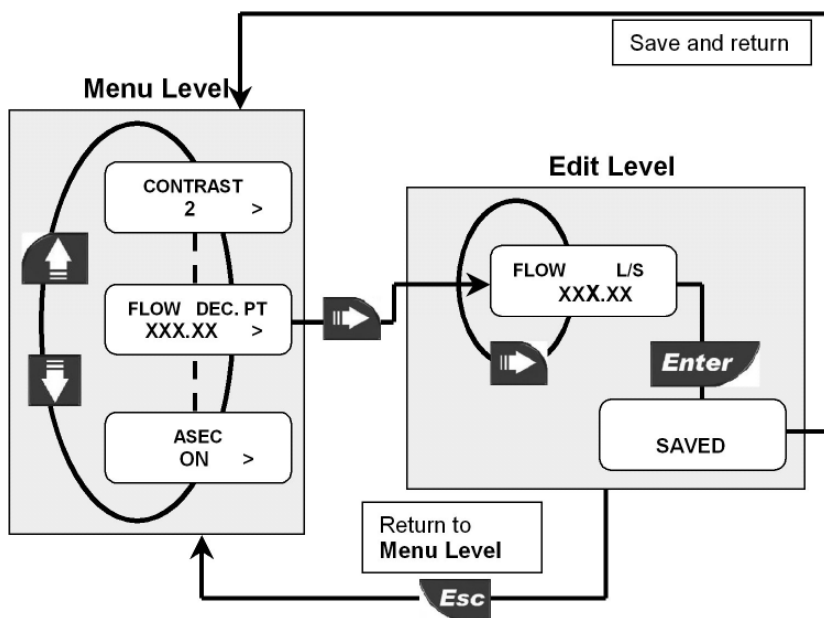 Save and return
Menu Level
CONTRAST
2 >
FLOW DEC. PT
XXX.XX >
ASEC
ON >
Edit Level
FLOW L/S
XXX.XX
Enter
SAVED
Return to
Menu Level
Esc